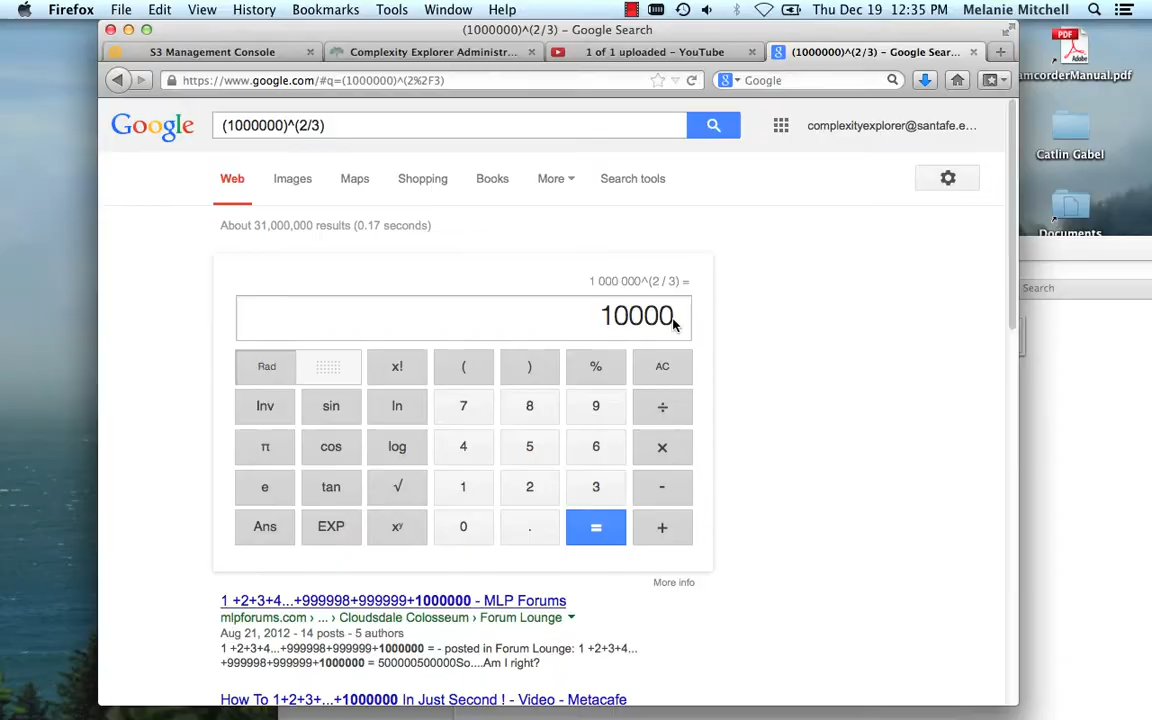 Firefox File Edit View History Bookmarks Tools Window Help Thu Dec 19 12:35 PM Melanie Mitchell
(1000000)^(2/3) - Google Search
S3 Management Console Complexity Explorer Administr... 1 of 1 uploaded - YouTube (1000000)^(2/3) - Google Sear...
https://www.google.com/#q=(1000000)^(2%2F3) Google
PDF
amcorderManual.pdf
Catlin Gabel
Documents
Search
Google (1000000)^(2/3) complexityexplorer@santafe.e...
Web Images Maps Shopping Books More Search tools
About 31,000,000 results (0.17 seconds)
1 000 000^(2 / 3) =
10000
Rad x! ( ) % AC
Inv sin ln 7 8 9 ÷
π cos log 4 5 6 ×
e tan √ 1 2 3 -
Ans EXP xʸ 0 . = +
More info
1 +2+3+4...+999998+999999+1000000 - MLP Forums
mlpforums.com › ... › Cloudsdale Colosseum › Forum Lounge
Aug 21, 2012 - 14 posts - 5 authors
1 +2+3+4...+999998+999999+1000000 = - posted in Forum Lounge: 1 +2+3+4...
+999998+999999+1000000 = 500000500000So....Am I right?
How To 1+2+3+...+1000000 In Just Second ! - Video - Metacafe